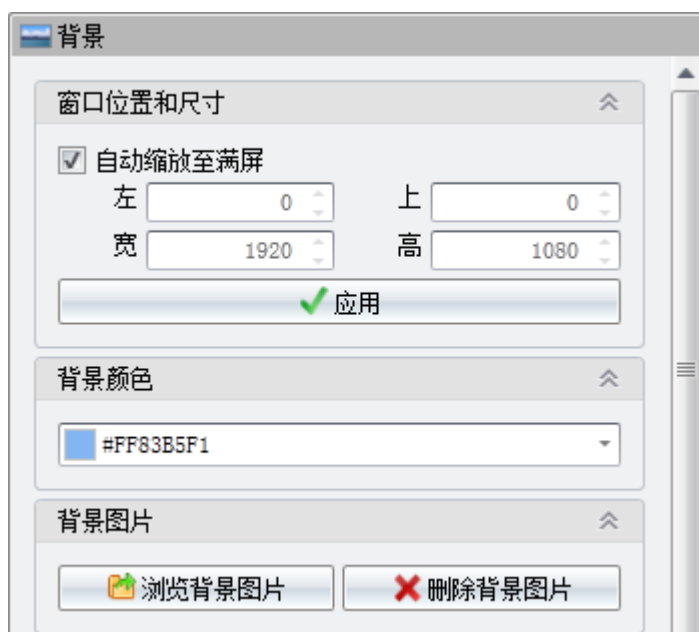 背景
窗口位置和尺寸
自动缩放至满屏
左 0 上 0
宽 1920 高 1080
应用
背景颜色
#FF83B5F1
背景图片
浏览背景图片 删除背景图片